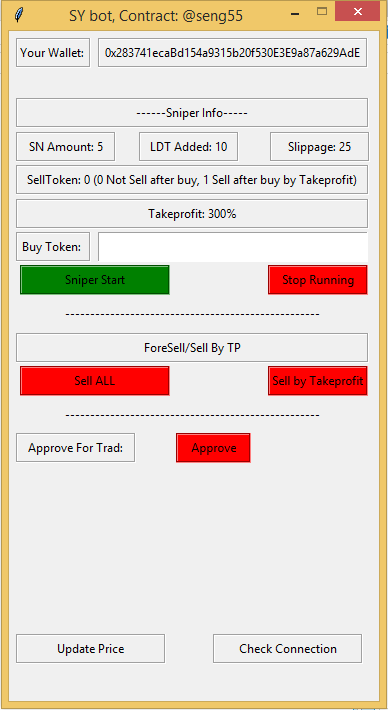 SY bot, Contract: @seng55
Your Wallet: 0x283741ecaBd154a9315b20f530E3E9a87a629AdE
------Sniper Info-----
SN Amount: 5 LDT Added: 10 Slippage: 25
SellToken: 0 (0 Not Sell after buy, 1 Sell after buy by Takeprofit)
Takeprofit: 300%
Buy Token:
Sniper Start Stop Running
---------------------------------------------------
ForeSell/Sell By TP
Sell ALL Sell by Takeprofit
---------------------------------------------------
Approve For Trad: Approve
Update Price Check Connection